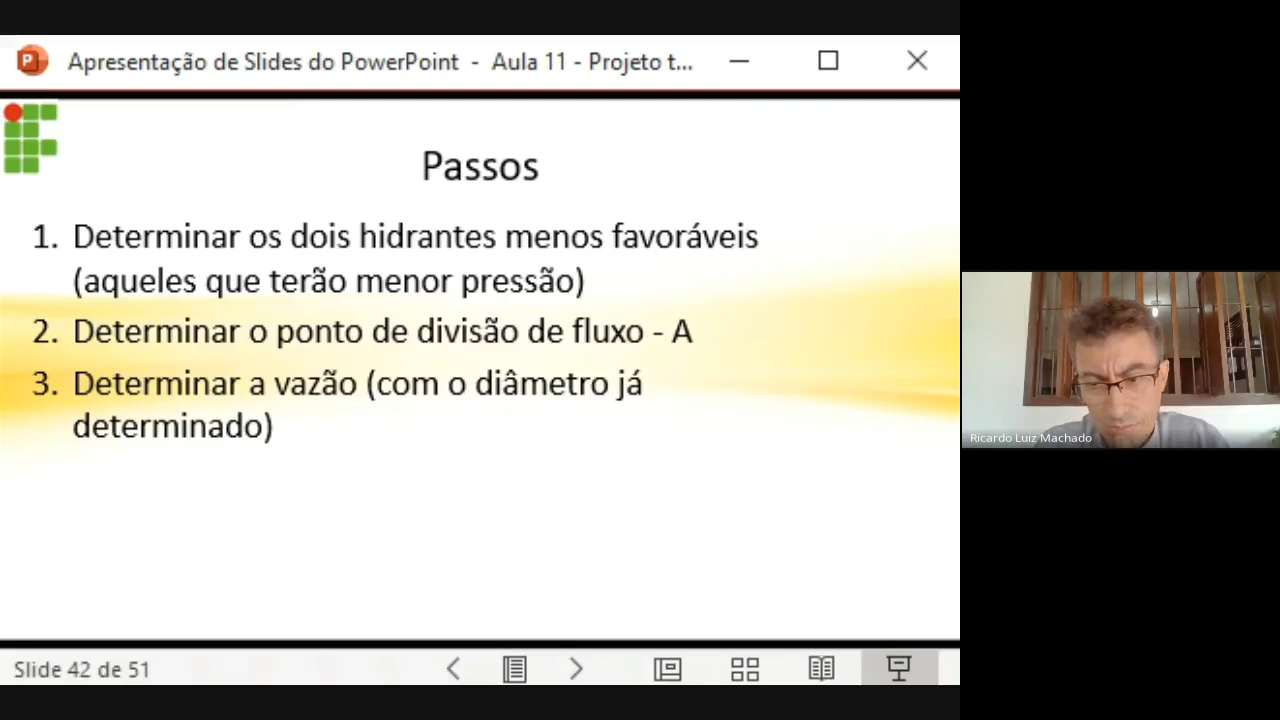 Apresentação de Slides do PowerPoint - Aula 11 - Projeto t...
Passos
1. Determinar os dois hidrantes menos favoráveis
(aqueles que terão menor pressão)
2. Determinar o ponto de divisão de fluxo - A
3. Determinar a vazão (com o diâmetro já
determinado)
Ricardo Luiz Machado
Slide 42 de 51